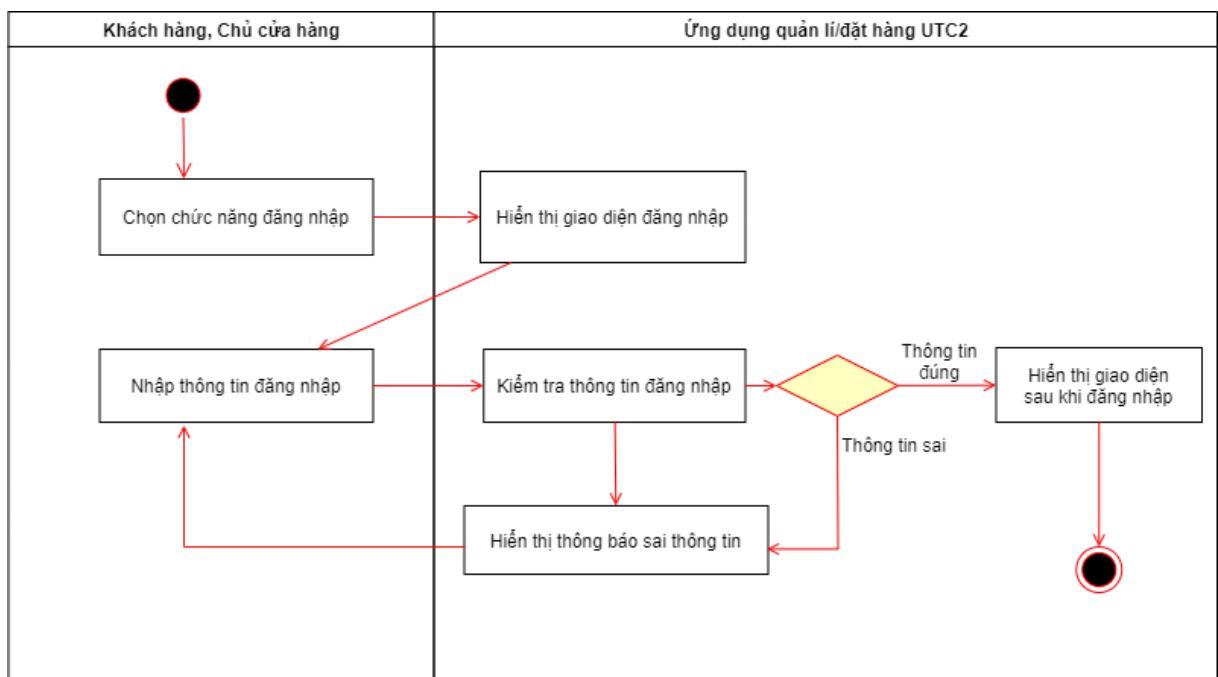 Khách hàng, Chủ cửa hàng
Ứng dụng quản lí/đặt hàng UTC2
Chọn chức năng đăng nhập
Hiển thị giao diện đăng nhập
Nhập thông tin đăng nhập
Kiểm tra thông tin đăng nhập
Thông tin
đúng
Hiển thị giao diện
sau khi đăng nhập
Thông tin sai
Hiển thị thông báo sai thông tin